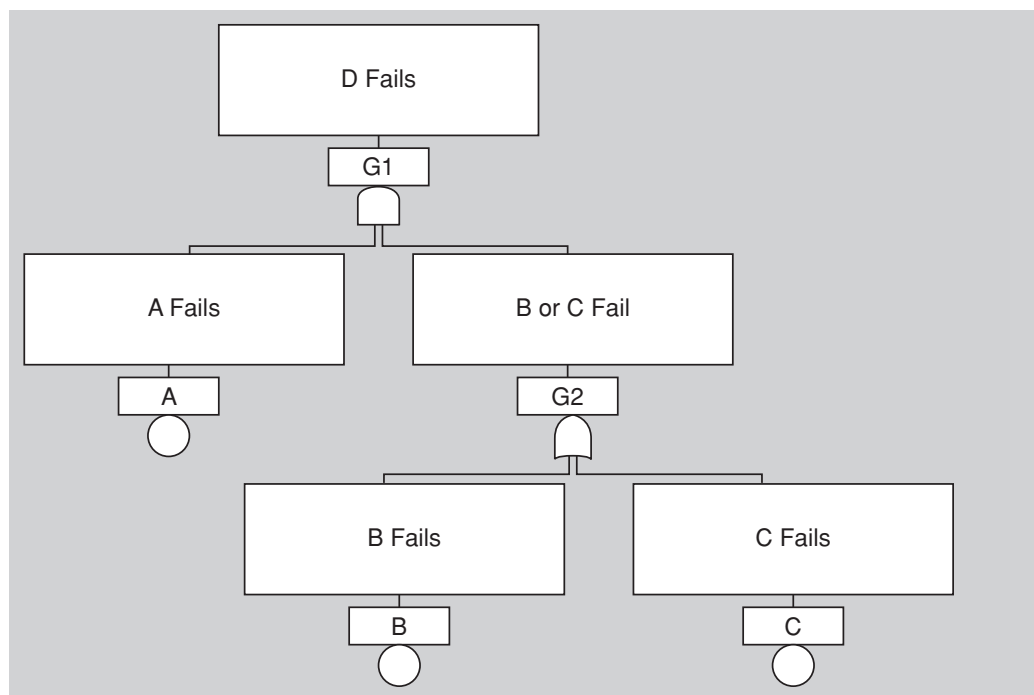 D Fails
G1
A Fails
B or C Fail
A
G2
B Fails
C Fails
B
C